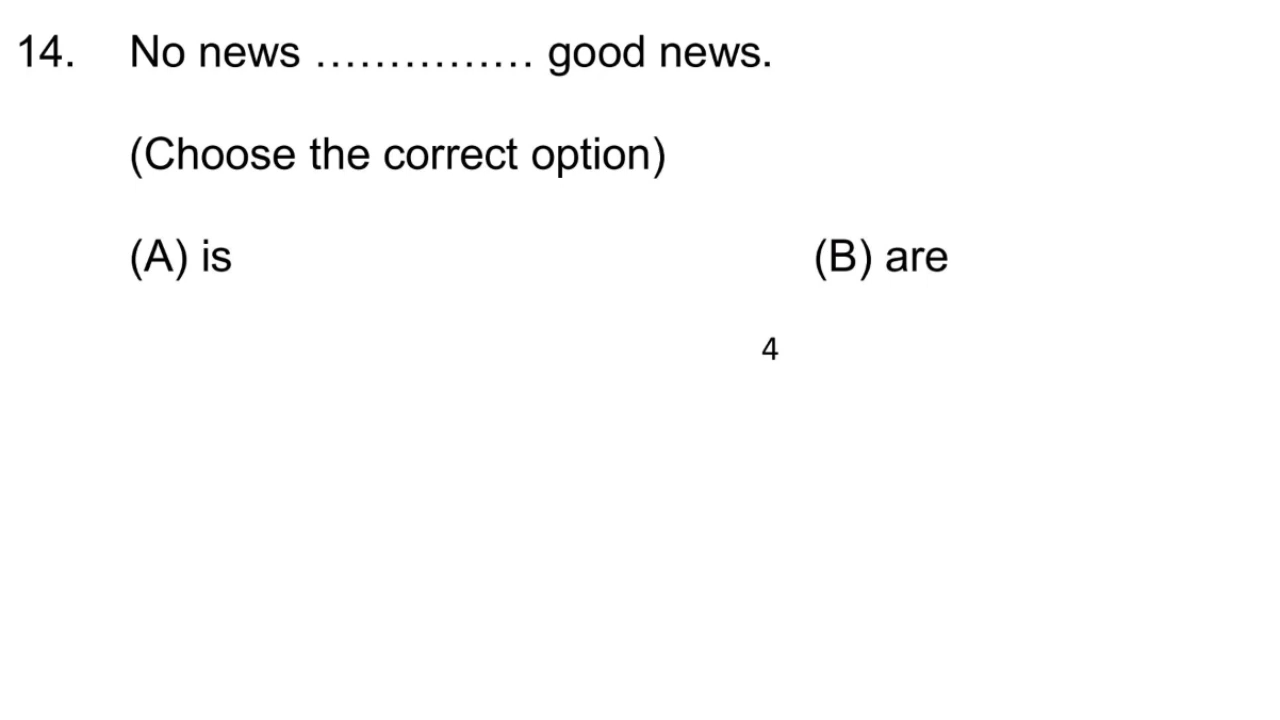 14. No news …………… good news.
(Choose the correct option)
(A) is (B) are
4